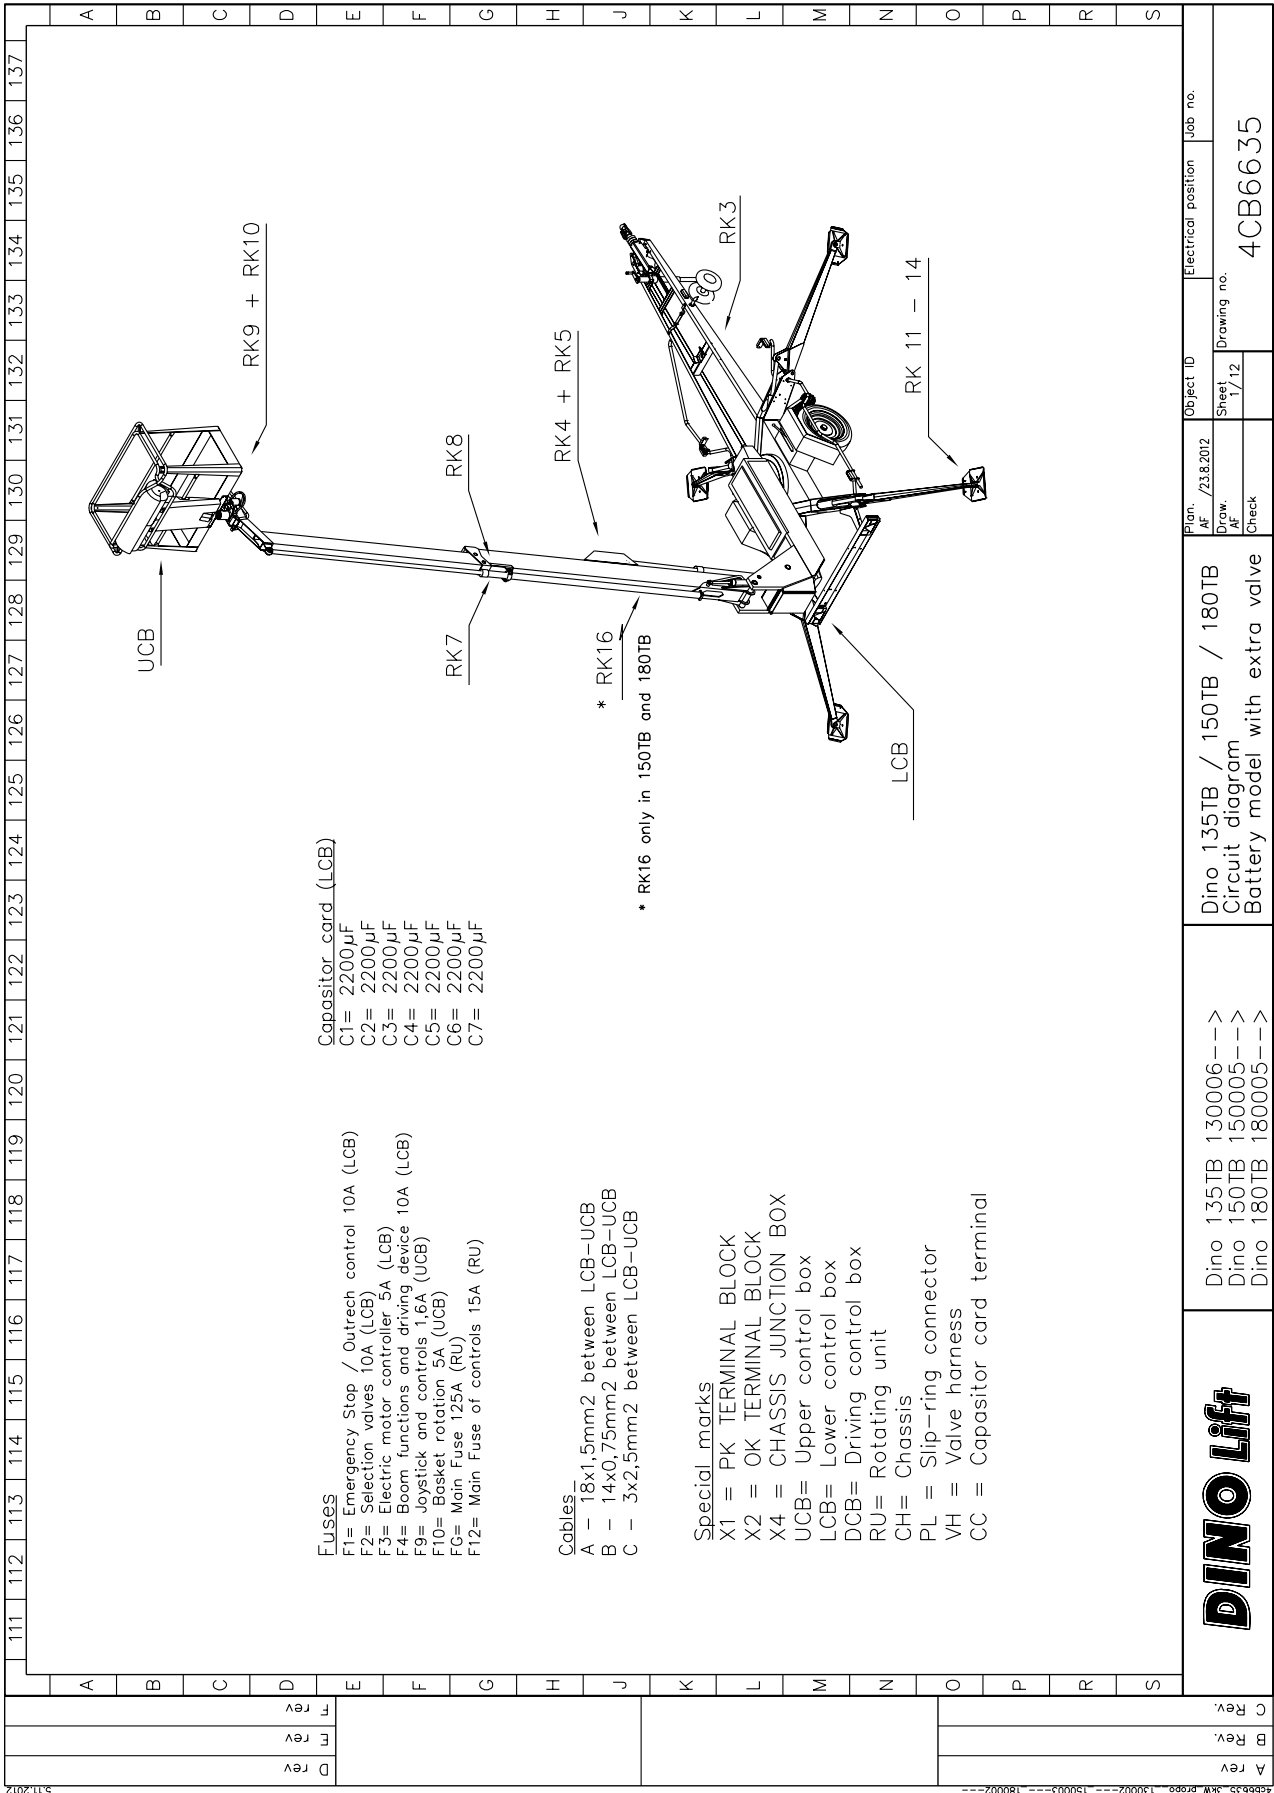 111 112 113 114 115 116 117 118 119 120 121 122 123 124 125 126 127 128 129 130 131 132 133 134 135 136 137
A B C D E F G H J K L M N O P R S
UCB
RK9 + RK10
RK7
RK8
RK4 + RK5
* RK16
* RK16 only in 150TB and 180TB
RK3
RK 11 - 14
LCB
Fuses
F1= Emergency Stop / Outrech control 10A (LCB)
F2= Selection valves 10A (LCB)
F3= Electric motor controller 5A (LCB)
F4= Boom functions and driving device 10A (LCB)
F9= Joystick and controls 1,6A (UCB)
F10= Basket rotation 5A (UCB)
FG= Main Fuse 125A (RU)
F12= Main Fuse of controls 15A (RU)
Capasitor card (LCB)
C1= 2200µF
C2= 2200µF
C3= 2200µF
C4= 2200µF
C5= 2200µF
C6= 2200µF
C7= 2200µF
Cables
A - 18x1,5mm2 between LCB-UCB
B - 14x0,75mm2 between LCB-UCB
C - 3x2,5mm2 between LCB-UCB
Special marks
X1 = PK TERMINAL BLOCK
X2 = OK TERMINAL BLOCK
X4 = CHASSIS JUNCTION BOX
UCB= Upper control box
LCB= Lower control box
DCB= Driving control box
RU= Rotating unit
CH= Chassis
PL = Slip-ring connector
VH = Valve harness
CC = Capasitor card terminal
A B C D E F G H J K L M N O P R S
DINO Lift
Dino 135TB 130006--->
Dino 150TB 150005--->
Dino 180TB 180005--->
Dino 135TB / 150TB / 180TB
Circuit diagram
Battery model with extra valve
Plan.
AF /23.8.2012
Draw.
AF
Check
Object ID
Sheet
1/12
Electrical position
Job no.
Drawing no.
4CB6635
A rev
B Rev.
C Rev.
D rev
E rev
F rev
4cb6635_3kW_propo_130002---_150003---_180002---
5.11.2012